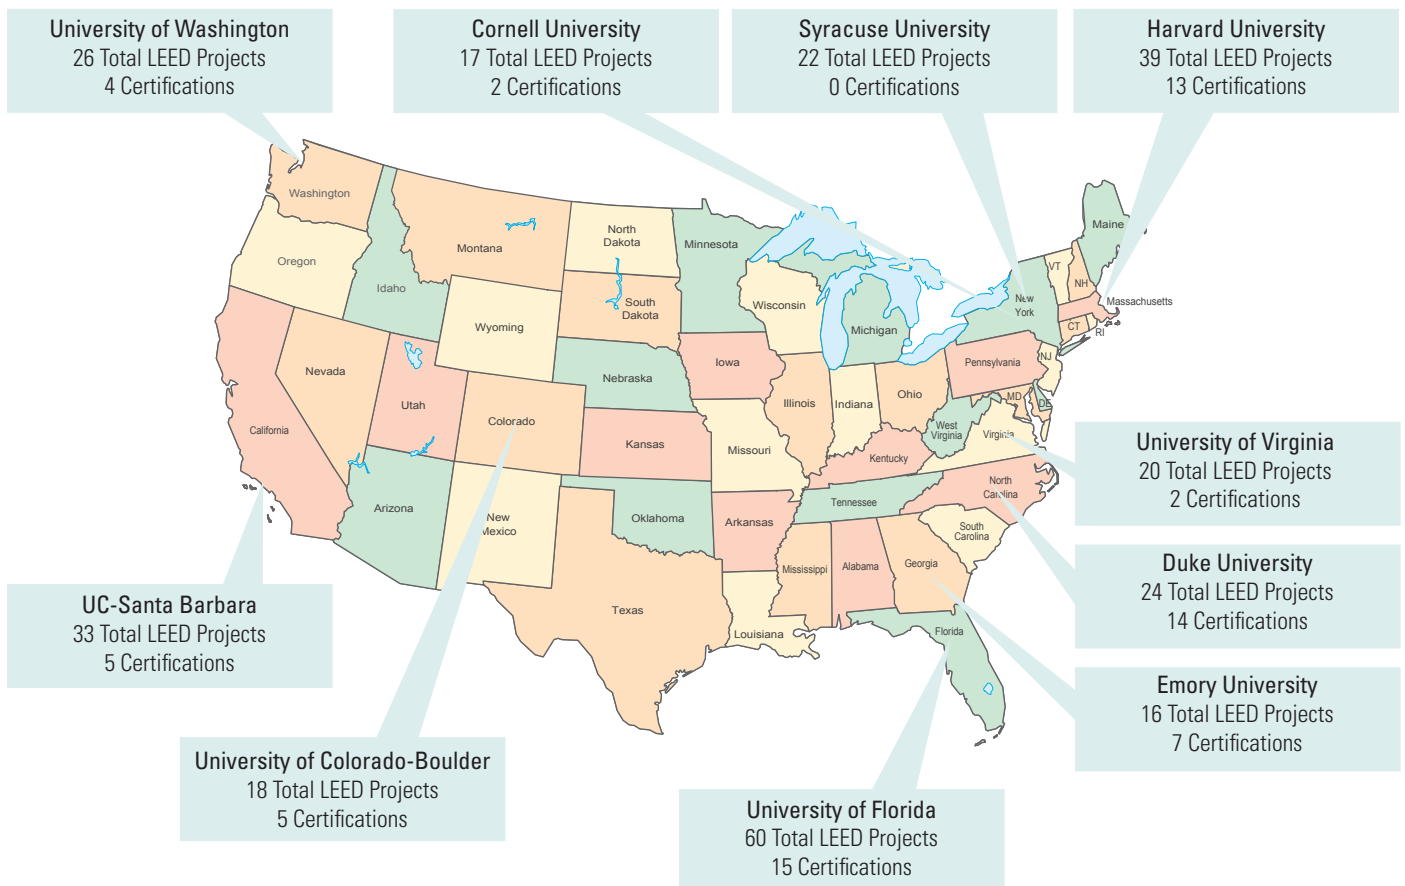 University of Washington
26 Total LEED Projects
4 Certifications
Cornell University
17 Total LEED Projects
2 Certifications
Syracuse University
22 Total LEED Projects
0 Certifications
Harvard University
39 Total LEED Projects
13 Certifications
Washington
Oregon
Idaho
Montana
North
Dakota
South
Dakota
Minnesota
Wisconsin
Michigan
Wyoming
Nebraska
Iowa
Illinois
Indiana
Ohio
Pennsylvania
New
York
VT
NH
Maine
Massachusetts
CT
RI
NJ
MD
DE
West
Virginia
Virginia
Nevada
Utah
California
Colorado
Kansas
Missouri
Kentucky
Tennessee
North
Carolina
South
Carolina
Arizona
New
Mexico
Oklahoma
Arkansas
Texas
Louisiana
Mississippi
Alabama
Georgia
Florida
University of Virginia
20 Total LEED Projects
2 Certifications
Duke University
24 Total LEED Projects
14 Certifications
Emory University
16 Total LEED Projects
7 Certifications
UC-Santa Barbara
33 Total LEED Projects
5 Certifications
University of Colorado-Boulder
18 Total LEED Projects
5 Certifications
University of Florida
60 Total LEED Projects
15 Certifications